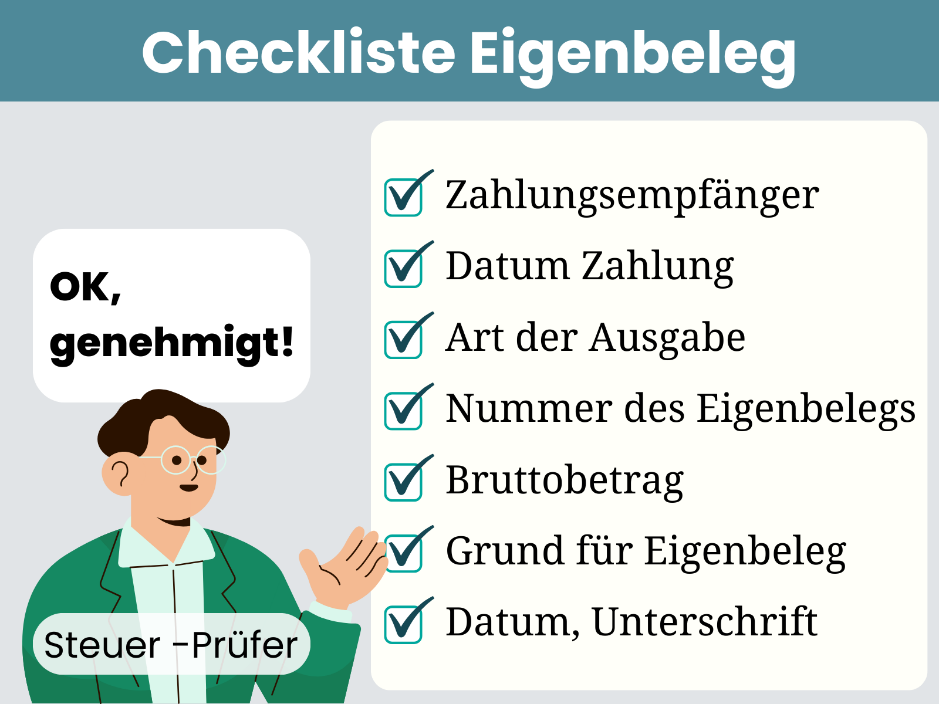 Checkliste Eigenbeleg
OK,
genehmigt!
Steuer -Prüfer
Zahlungsempfänger
Datum Zahlung
Art der Ausgabe
Nummer des Eigenbelegs
Bruttobetrag
Grund für Eigenbeleg
Datum, Unterschrift